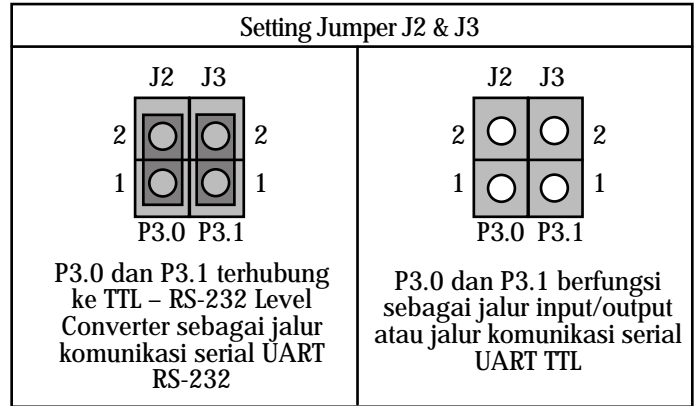 Setting Jumper J2 & J3
J2 J3
2 2
1 1
P3.0 P3.1
P3.0 dan P3.1 terhubung
ke TTL – RS-232 Level
Converter sebagai jalur
komunikasi serial UART
RS-232
J2 J3
2 2
1 1
P3.0 P3.1
P3.0 dan P3.1 berfungsi
sebagai jalur input/output
atau jalur komunikasi serial
UART TTL